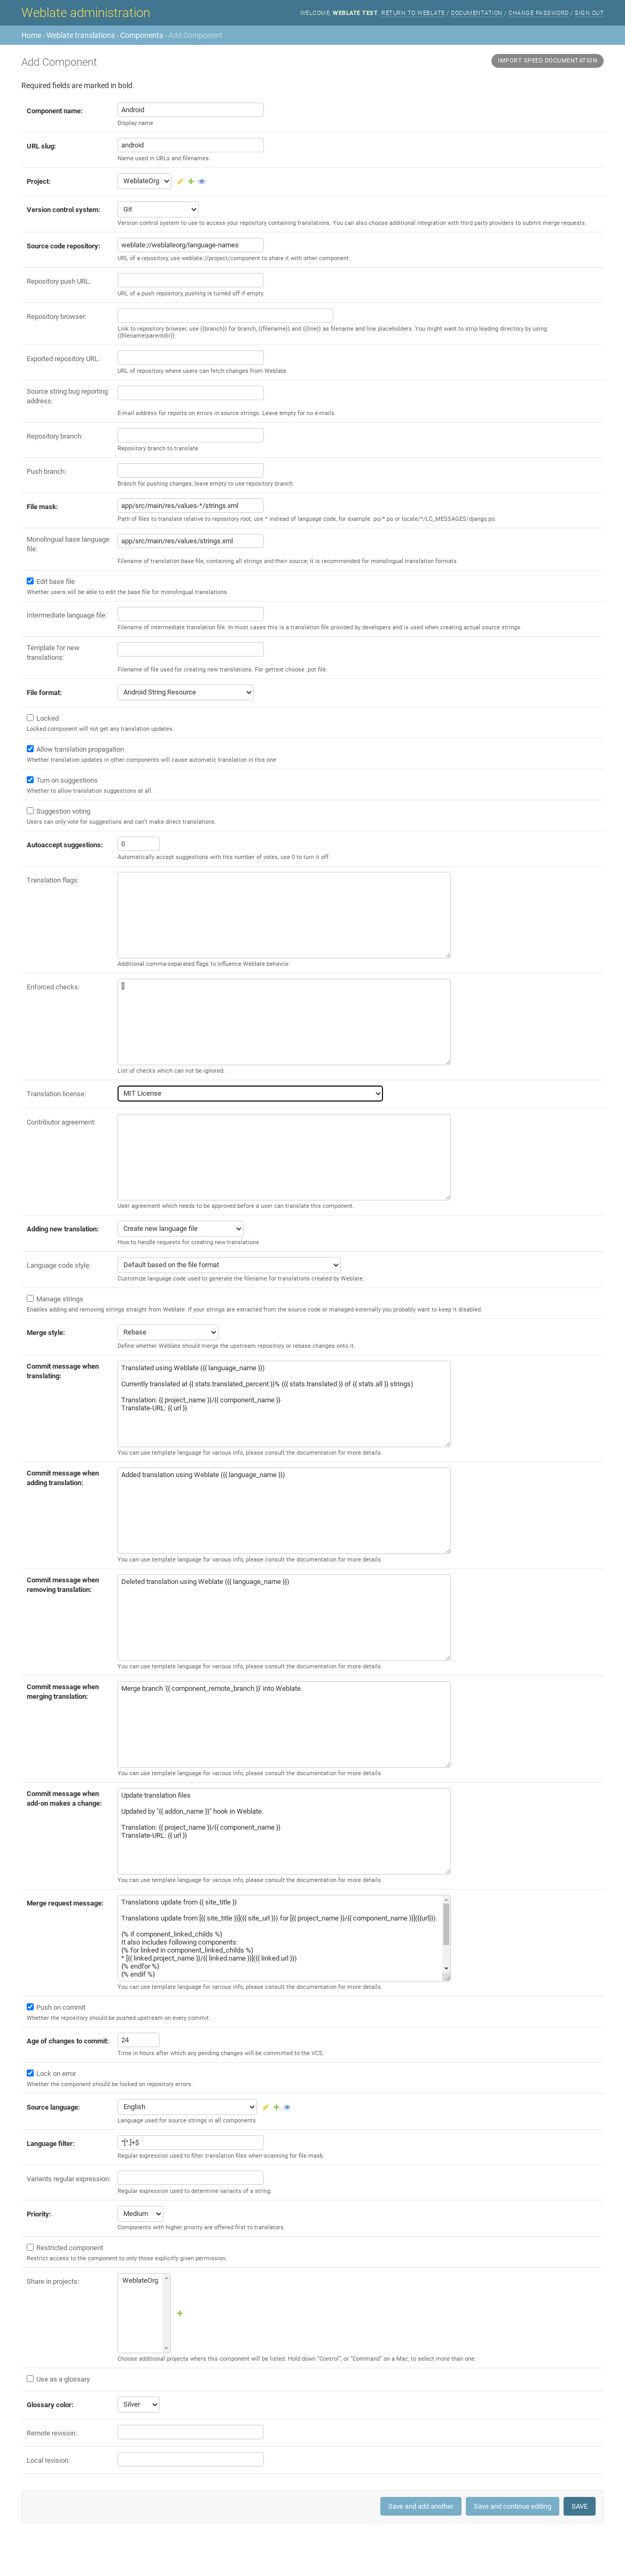 Weblate administration
WELCOME, WEBLATE TEST. RETURN TO WEBLATE / DOCUMENTATION / CHANGE PASSWORD / SIGN OUT
Home › Weblate translations › Components › Add Component
Add Component
IMPORT SPEED DOCUMENTATION
Required fields are marked in bold.
Component name:
Android
Display name
URL slug:
android
Name used in URLs and filenames.
Project:
WeblateOrg
Version control system:
Git
Version control system to use to access your repository containing translations. You can also choose additional integration with third party providers to submit merge requests.
Source code repository:
weblate://weblateorg/language-names
URL of a repository, use weblate://project/component to share it with other component.
Repository push URL:
URL of a push repository, pushing is turned off if empty.
Repository browser:
Link to repository browser, use {{branch}} for branch, {{filename}} and {{line}} as filename and line placeholders. You might want to strip leading directory by using
{{filename|parentdir}}.
Exported repository URL:
URL of repository where users can fetch changes from Weblate
Source string bug reporting
address:
E-mail address for reports on errors in source strings. Leave empty for no e-mails.
Repository branch:
Repository branch to translate
Push branch:
Branch for pushing changes, leave empty to use repository branch
File mask:
app/src/main/res/values-*/strings.xml
Path of files to translate relative to repository root, use * instead of language code, for example: po/*.po or locale/*/LC_MESSAGES/django.po.
Monolingual base language
file:
app/src/main/res/values/strings.xml
Filename of translation base file, containing all strings and their source; it is recommended for monolingual translation formats.
Edit base file
Whether users will be able to edit the base file for monolingual translations.
Intermediate language file:
Filename of intermediate translation file. In most cases this is a translation file provided by developers and is used when creating actual source strings.
Template for new
translations:
Filename of file used for creating new translations. For gettext choose .pot file.
File format:
Android String Resource
Locked
Locked component will not get any translation updates.
Allow translation propagation
Whether translation updates in other components will cause automatic translation in this one
Turn on suggestions
Whether to allow translation suggestions at all.
Suggestion voting
Users can only vote for suggestions and can't make direct translations.
Autoaccept suggestions:
0
Automatically accept suggestions with this number of votes, use 0 to turn it off.
Translation flags:
Additional comma-separated flags to influence Weblate behavior.
Enforced checks:
[]
List of checks which can not be ignored.
Translation license:
MIT License
Contributor agreement:
User agreement which needs to be approved before a user can translate this component.
Adding new translation:
Create new language file
How to handle requests for creating new translations.
Language code style:
Default based on the file format
Customize language code used to generate the filename for translations created by Weblate.
Manage strings
Enables adding and removing strings straight from Weblate. If your strings are extracted from the source code or managed externally you probably want to keep it disabled.
Merge style:
Rebase
Define whether Weblate should merge the upstream repository or rebase changes onto it.
Commit message when
translating:
Translated using Weblate ({{ language_name }})
Currently translated at {{ stats.translated_percent }}% ({{ stats.translated }} of {{ stats.all }} strings)
Translation: {{ project_name }}/{{ component_name }}
Translate-URL: {{ url }}
You can use template language for various info, please consult the documentation for more details.
Commit message when
adding translation:
Added translation using Weblate ({{ language_name }})
You can use template language for various info, please consult the documentation for more details.
Commit message when
removing translation:
Deleted translation using Weblate ({{ language_name }})
You can use template language for various info, please consult the documentation for more details.
Commit message when
merging translation:
Merge branch '{{ component_remote_branch }}' into Weblate.
You can use template language for various info, please consult the documentation for more details.
Commit message when
add-on makes a change:
Update translation files
Updated by "{{ addon_name }}" hook in Weblate.
Translation: {{ project_name }}/{{ component_name }}
Translate-URL: {{ url }}
You can use template language for various info, please consult the documentation for more details.
Merge request message:
Translations update from {{ site_title }}
Translations update from [{{ site_title }}]({{ site_url }}) for [{{ project_name }}/{{ component_name }}]({{url}}).
{% if component_linked_childs %}
It also includes following components:
{% for linked in component_linked_childs %}
* [{{ linked.project_name }}/{{ linked.name }}]({{ linked.url }})
{% endfor %}
{% endif %}
You can use template language for various info, please consult the documentation for more details.
Push on commit
Whether the repository should be pushed upstream on every commit.
Age of changes to commit:
24
Time in hours after which any pending changes will be committed to the VCS.
Lock on error
Whether the component should be locked on repository errors.
Source language:
English
Language used for source strings in all components
Language filter:
^[^.]+$
Regular expression used to filter translation files when scanning for file mask.
Variants regular expression:
Regular expression used to determine variants of a string.
Priority:
Medium
Components with higher priority are offered first to translators.
Restricted component
Restrict access to the component to only those explicitly given permission.
Share in projects:
WeblateOrg
Choose additional projects where this component will be listed. Hold down "Control", or "Command" on a Mac, to select more than one.
Use as a glossary
Glossary color:
Silver
Remote revision:
Local revision:
Save and add another
Save and continue editing
SAVE